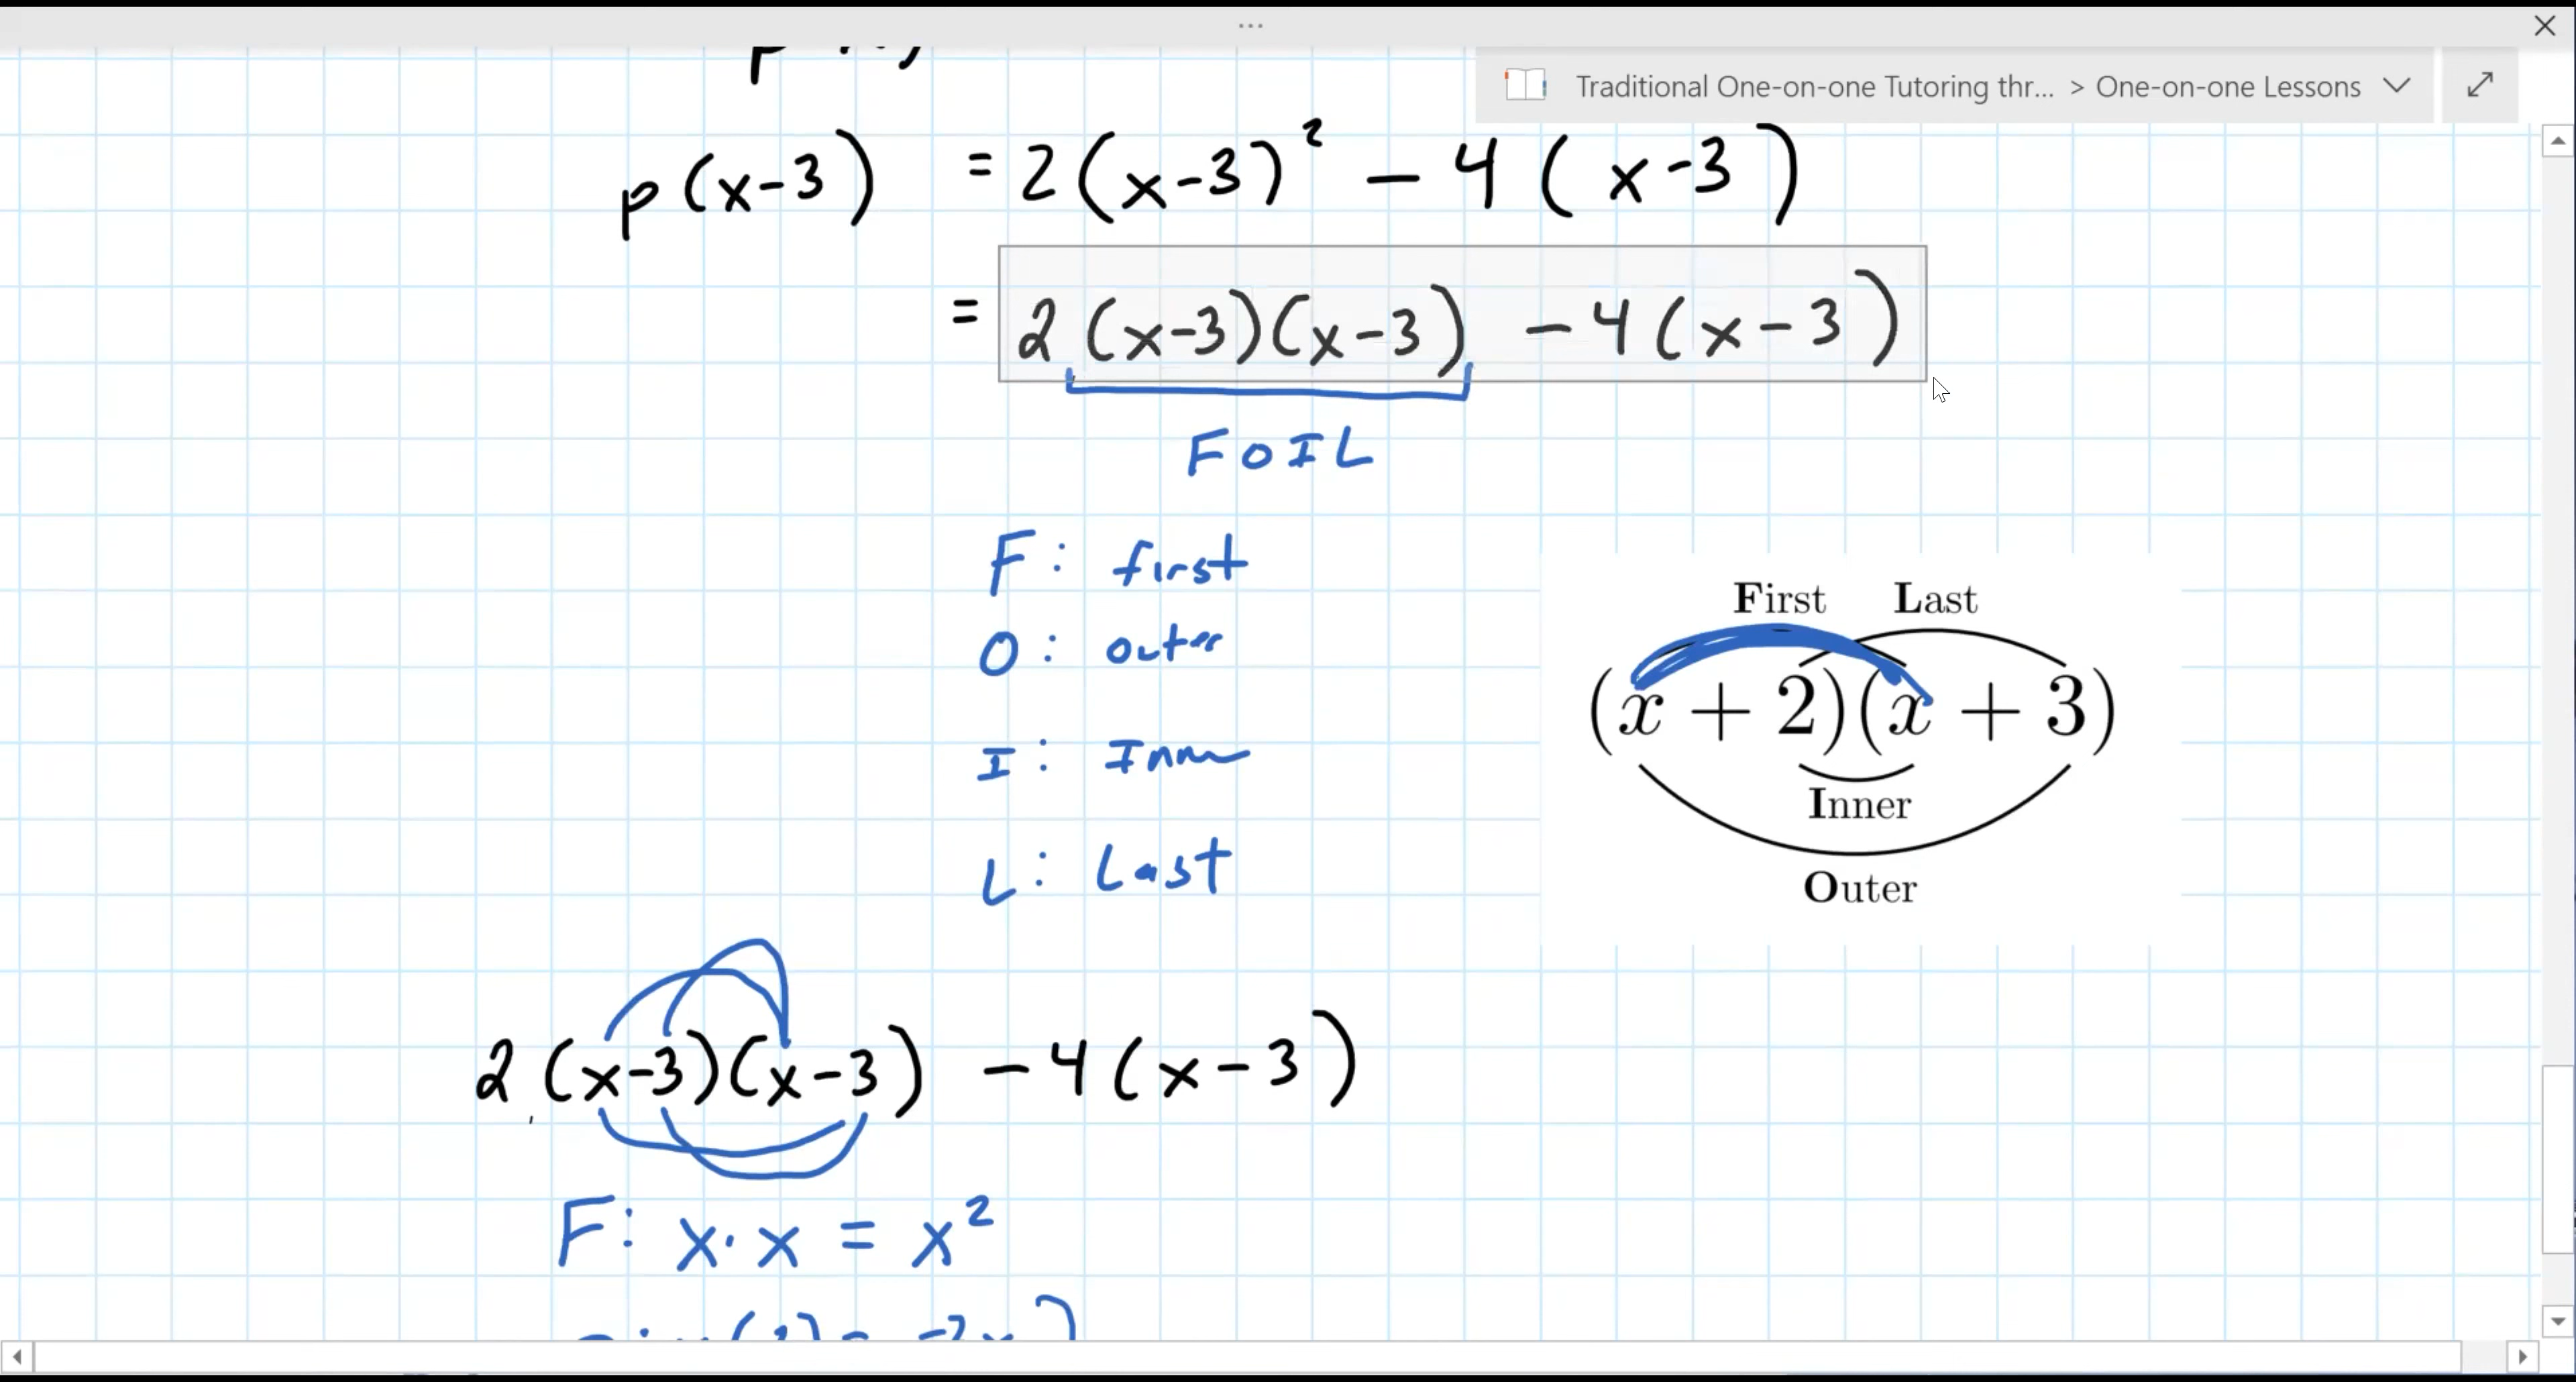 ...
Traditional One-on-one Tutoring thr... > One-on-one Lessons
p(x-3) = 2(x-3)² - 4(x-3)
= 2(x-3)(x-3) - 4(x-3)
FOIL
F: first
O: outer
I: Inner
L: Last
First Last
(x + 2)(x + 3)
Inner
Outer
2(x-3)(x-3) - 4(x-3)
F: x·x = x²